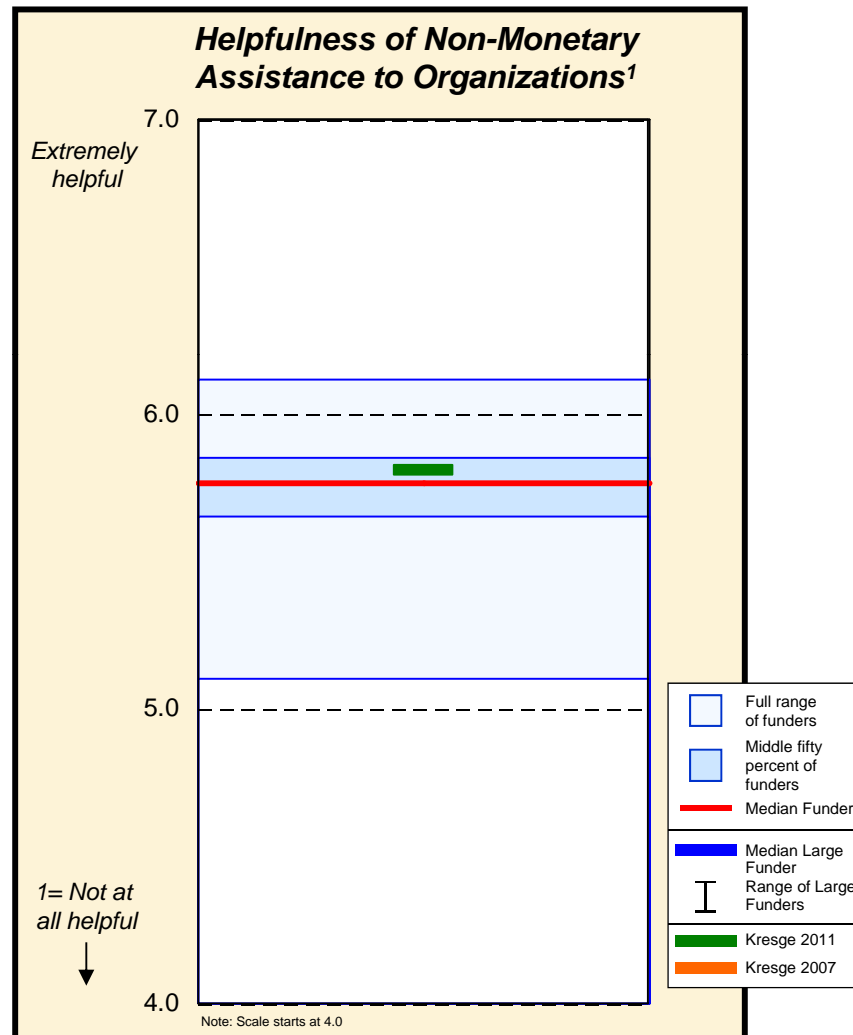 Helpfulness of Non-Monetary
Assistance to Organizations¹
7.0
Extremely
helpful
6.0
5.0
Full range
of funders
Middle fifty
percent of
funders
Median Funder
Median Large
Funder
Range of Large
Funders
Kresge 2011
Kresge 2007
1= Not at
all helpful
4.0
Note: Scale starts at 4.0